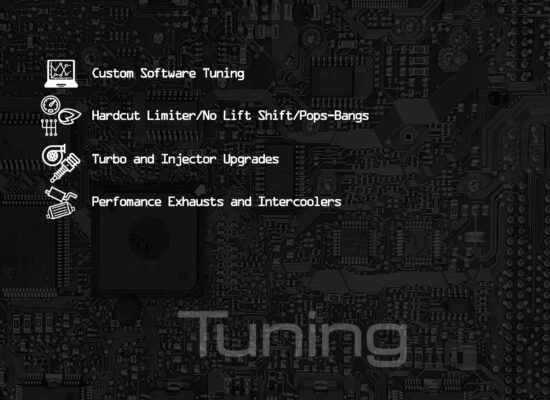 Custom Software Tuning
Hardcut Limiter/No Lift Shift/Pops-Bangs
Turbo and Injector Upgrades
Perfomance Exhausts and Intercoolers
Tuning